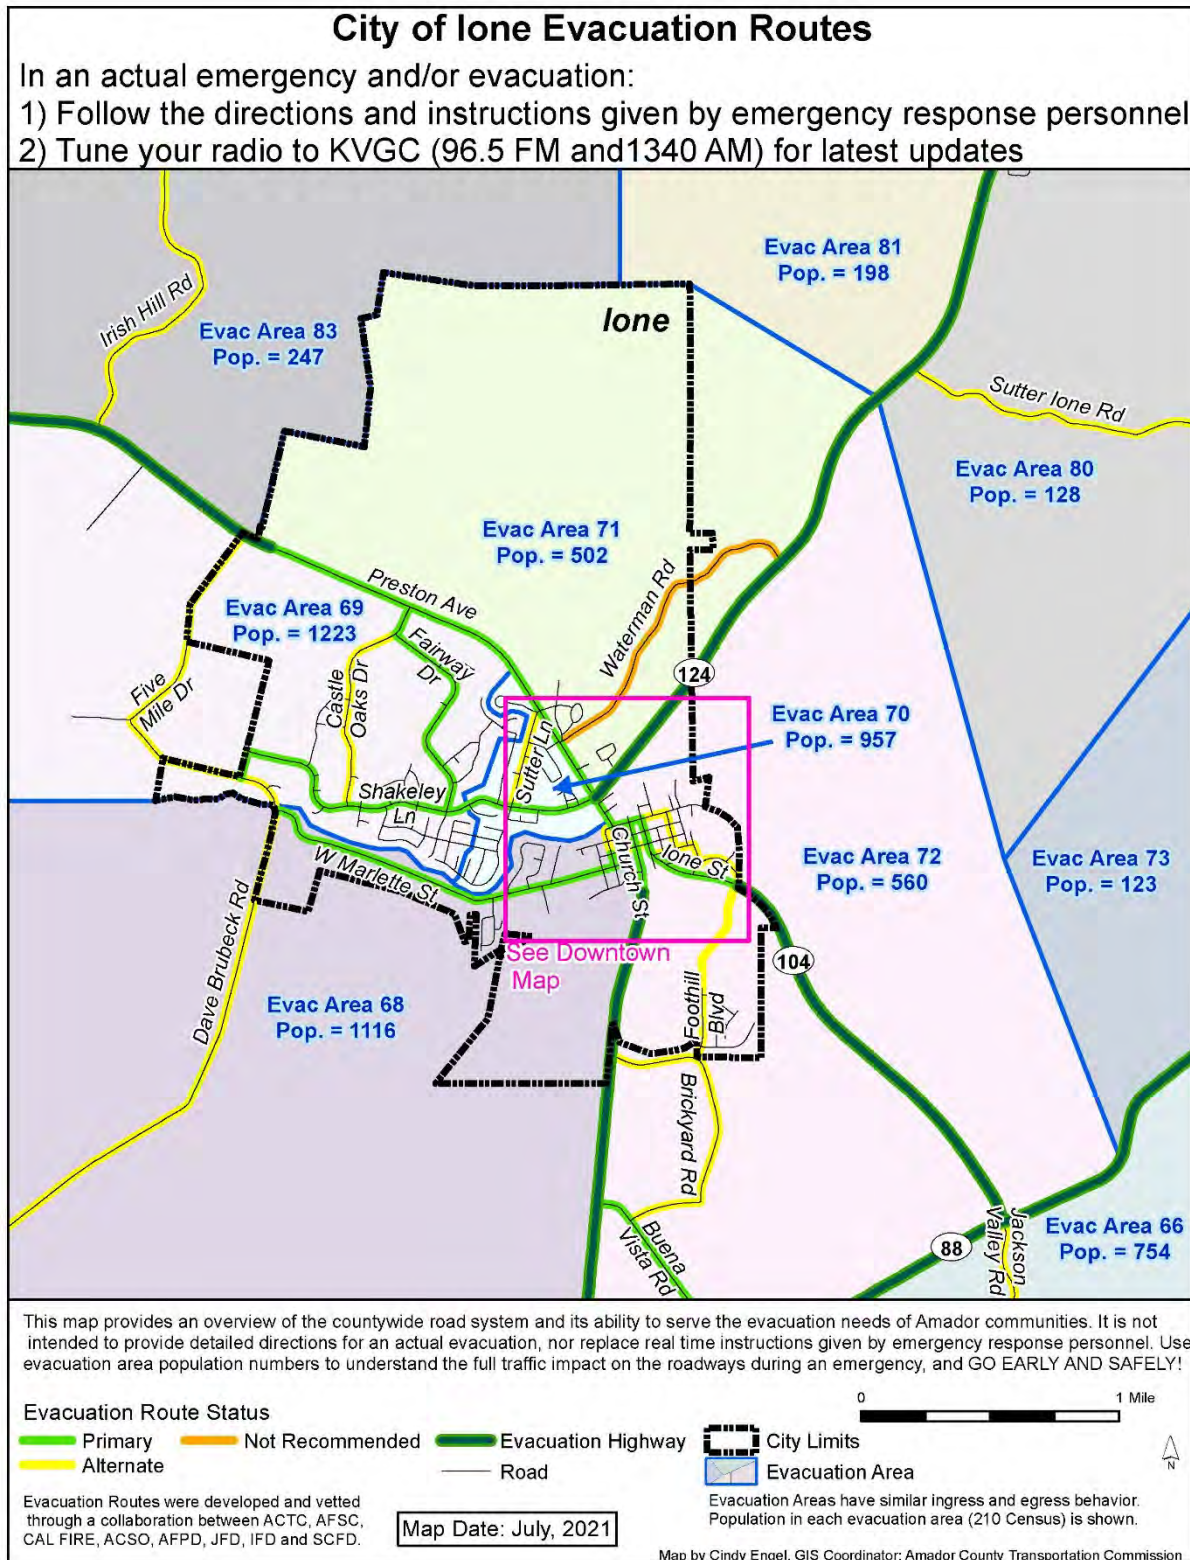 City of Ione Evacuation Routes
In an actual emergency and/or evacuation:
1) Follow the directions and instructions given by emergency response personnel
2) Tune your radio to KVGC (96.5 FM and1340 AM) for latest updates
Evac Area 81
Pop. = 198
Ione
Irish Hill Rd
Evac Area 83
Pop. = 247
Sutter Ione Rd
Evac Area 80
Pop. = 128
Evac Area 71
Pop. = 502
Preston Ave
Waterman Rd
Evac Area 69
Pop. = 1223
Fairway
Dr
124
Five
Mile Dr
Castle
Oaks Dr
Sutter Ln
Evac Area 70
Pop. = 957
Shakeley
Ln
Church St
Ione St
W Marlette St
Evac Area 72
Pop. = 560
Evac Area 73
Pop. = 123
Dave Brubeck Rd
See Downtown
Map
104
Evac Area 68
Pop. = 1116
Foothill
Blvd
Brickyard Rd
Buena
Vista Rd
88
Jackson
Valley Rd
Evac Area 66
Pop. = 754
This map provides an overview of the countywide road system and its ability to serve the evacuation needs of Amador communities. It is not
intended to provide detailed directions for an actual evacuation, nor replace real time instructions given by emergency response personnel. Use
evacuation area population numbers to understand the full traffic impact on the roadways during an emergency, and GO EARLY AND SAFELY!
0 1 Mile
Evacuation Route Status
Primary Not Recommended Evacuation Highway City Limits
Alternate Road Evacuation Area
N
Evacuation Routes were developed and vetted
through a collaboration between ACTC, AFSC,
CAL FIRE, ACSO, AFPD, JFD, IFD and SCFD.
Map Date: July, 2021
Evacuation Areas have similar ingress and egress behavior.
Population in each evacuation area (210 Census) is shown.
Map by Cindy Engel, GIS Coordinator; Amador County Transportation Commission